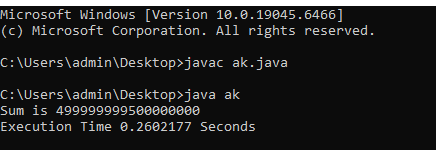 Microsoft Windows [Version 10.0.19045.6466]
(c) Microsoft Corporation. All rights reserved.
C:\Users\admin\Desktop>javac ak.java
C:\Users\admin\Desktop>java ak
Sum is 499999999500000000
Execution Time 0.2602177 Seconds